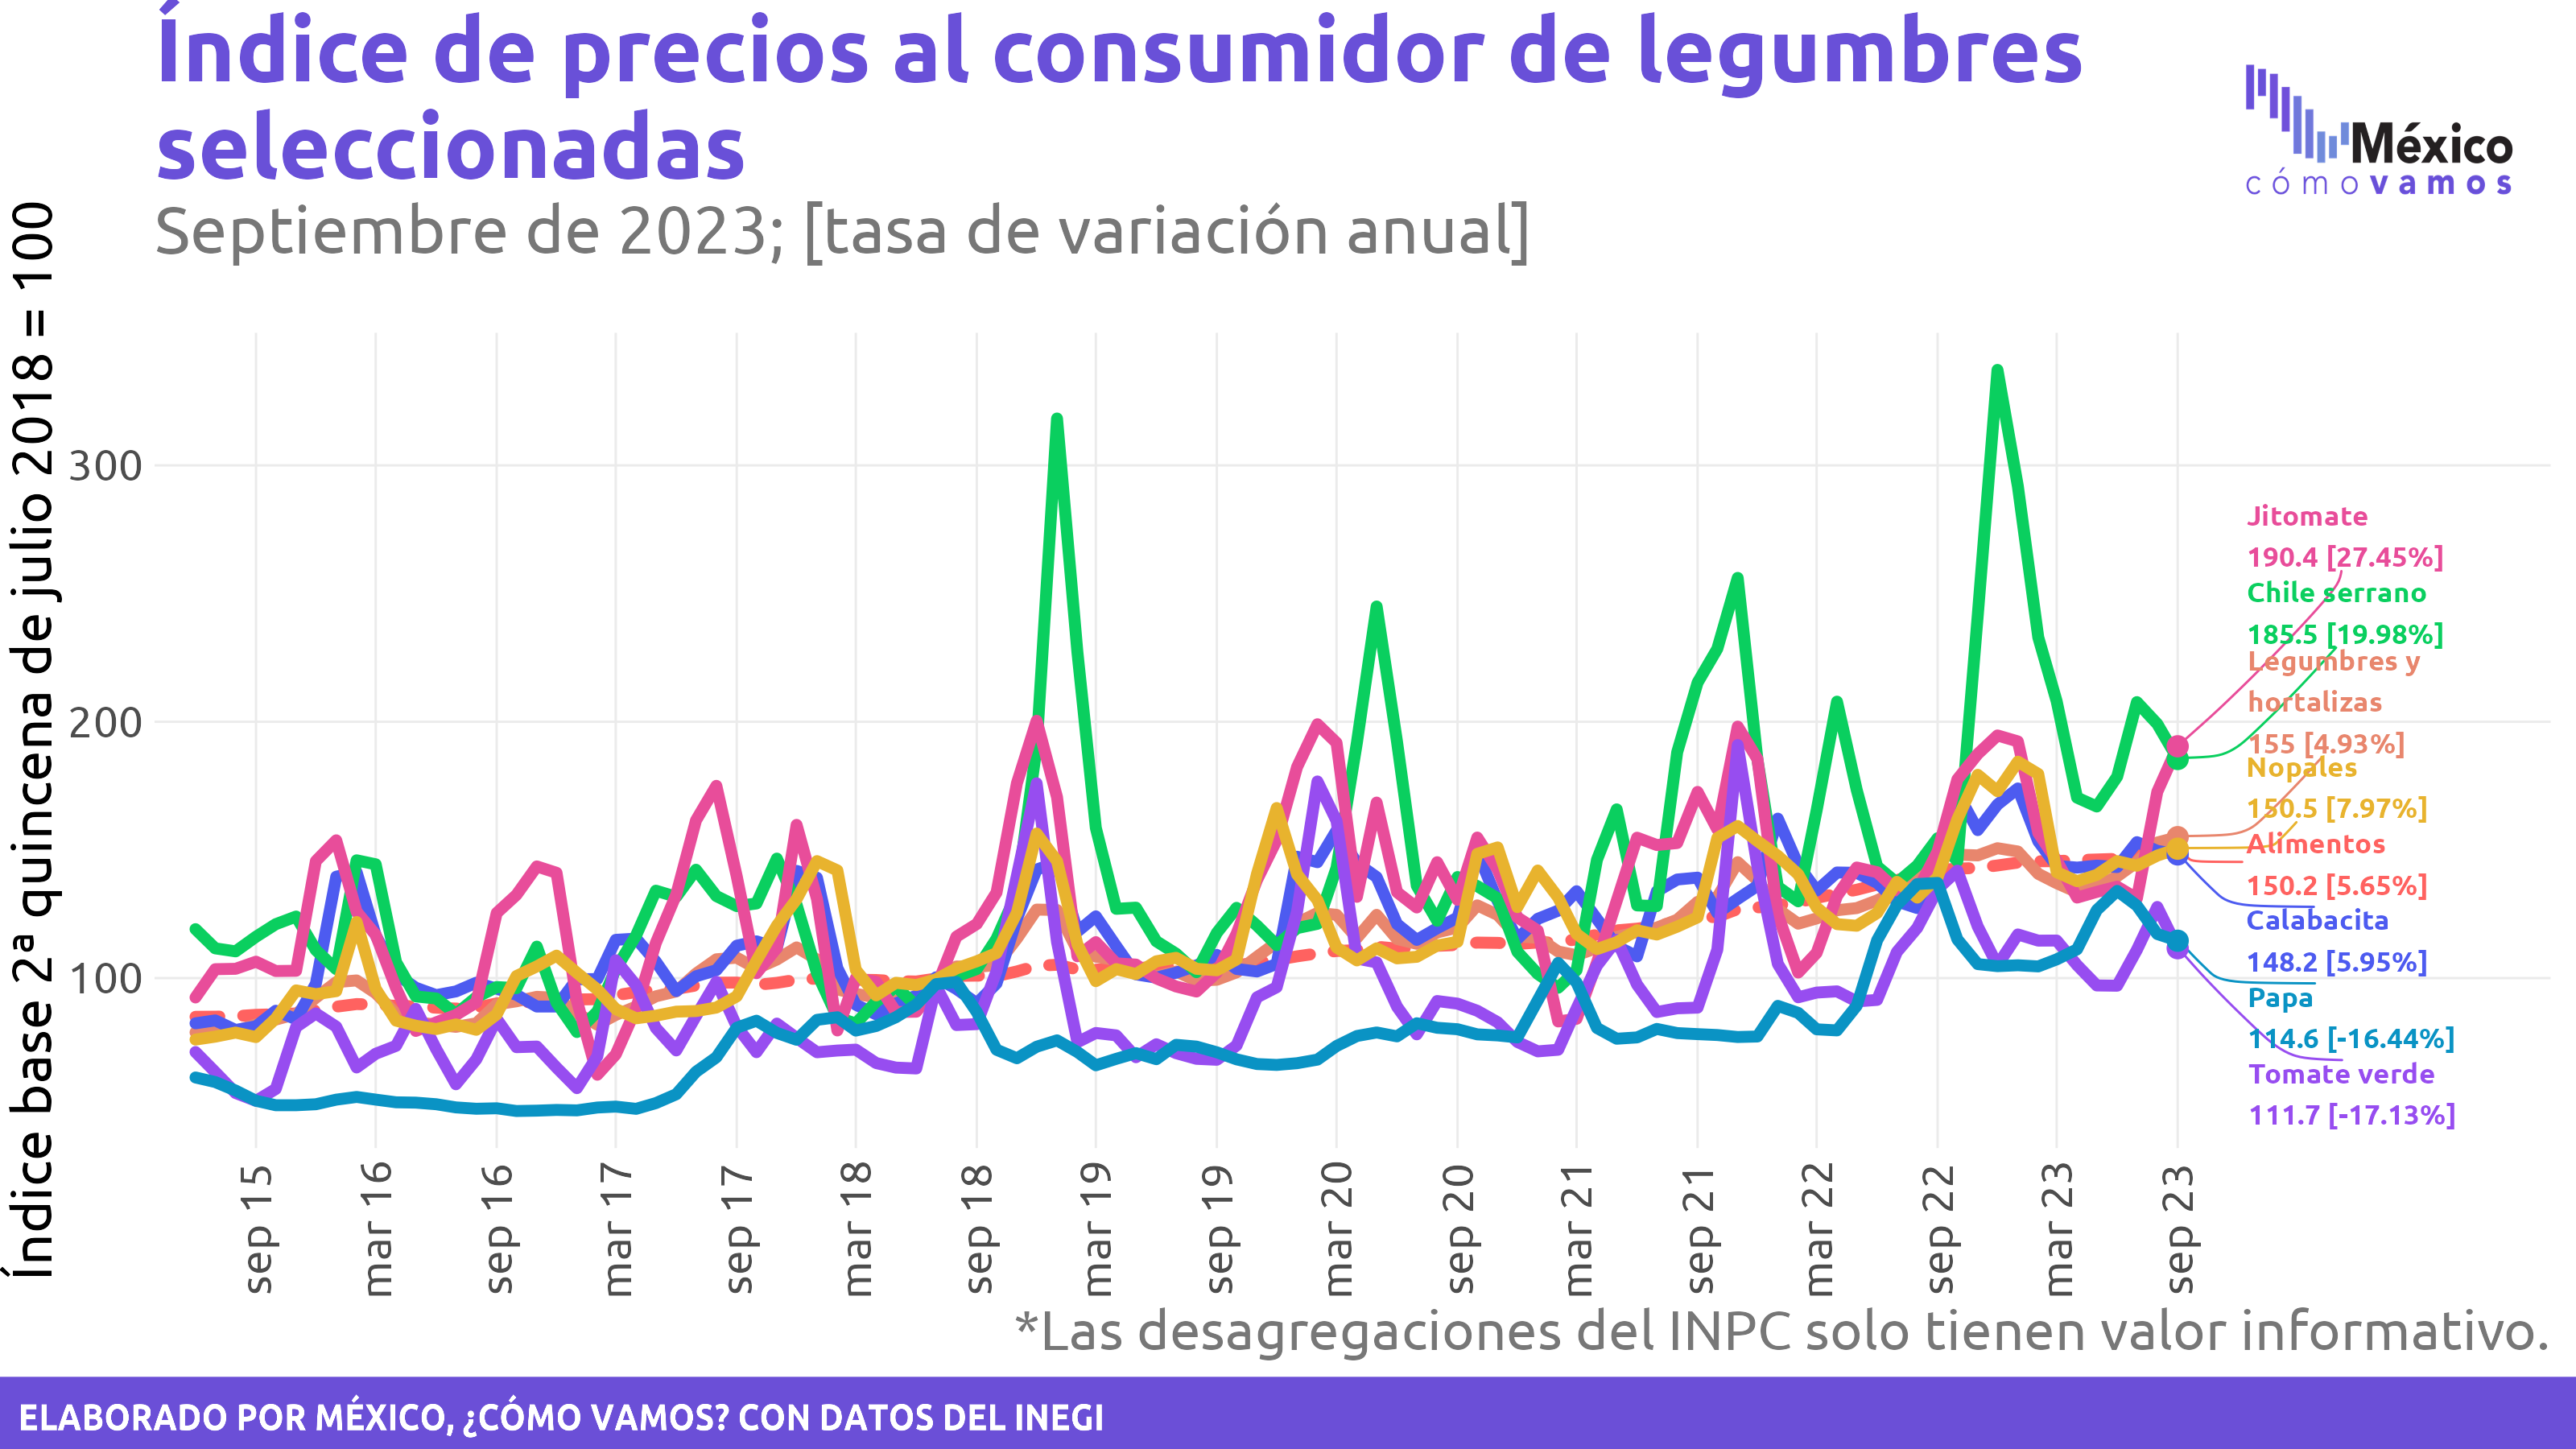 Índice de precios al consumidor de legumbres
seleccionadas
Septiembre de 2023; [tasa de variación anual]
México
cómo vamos
Índice base 2ª quincena de julio 2018 = 100
300
200
100
Jitomate
190.4 [27.45%]
Chile serrano
185.5 [19.98%]
Legumbres y
hortalizas
155 [4.93%]
Nopales
150.5 [7.97%]
Alimentos
150.2 [5.65%]
Calabacita
148.2 [5.95%]
Papa
114.6 [-16.44%]
Tomate verde
111.7 [-17.13%]
sep 15
mar 16
sep 16
mar 17
sep 17
mar 18
sep 18
mar 19
sep 19
mar 20
sep 20
mar 21
sep 21
mar 22
sep 22
mar 23
sep 23
*Las desagregaciones del INPC solo tienen valor informativo.
ELABORADO POR MÉXICO, ¿CÓMO VAMOS? CON DATOS DEL INEGI